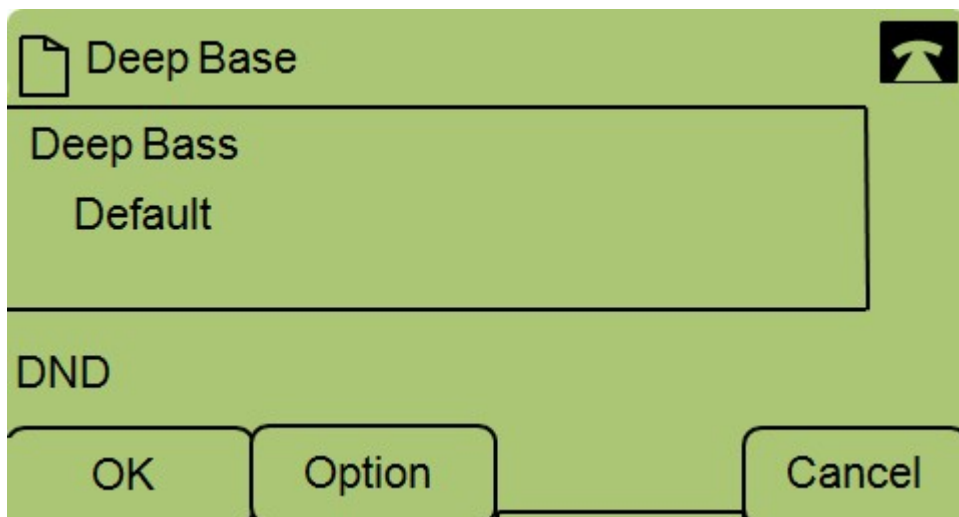 Deep Base
Deep Bass
Default
DND
OK Option Cancel